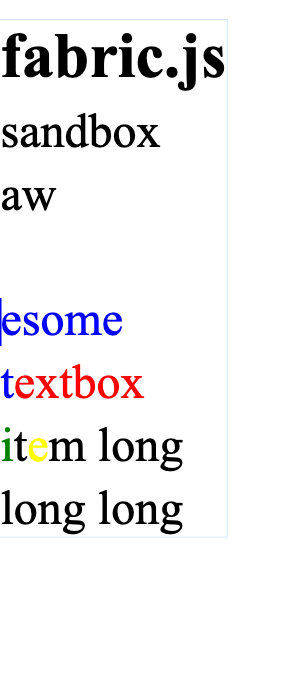 fabric.js
sandbox
aw
esome
textbox
item long
long long